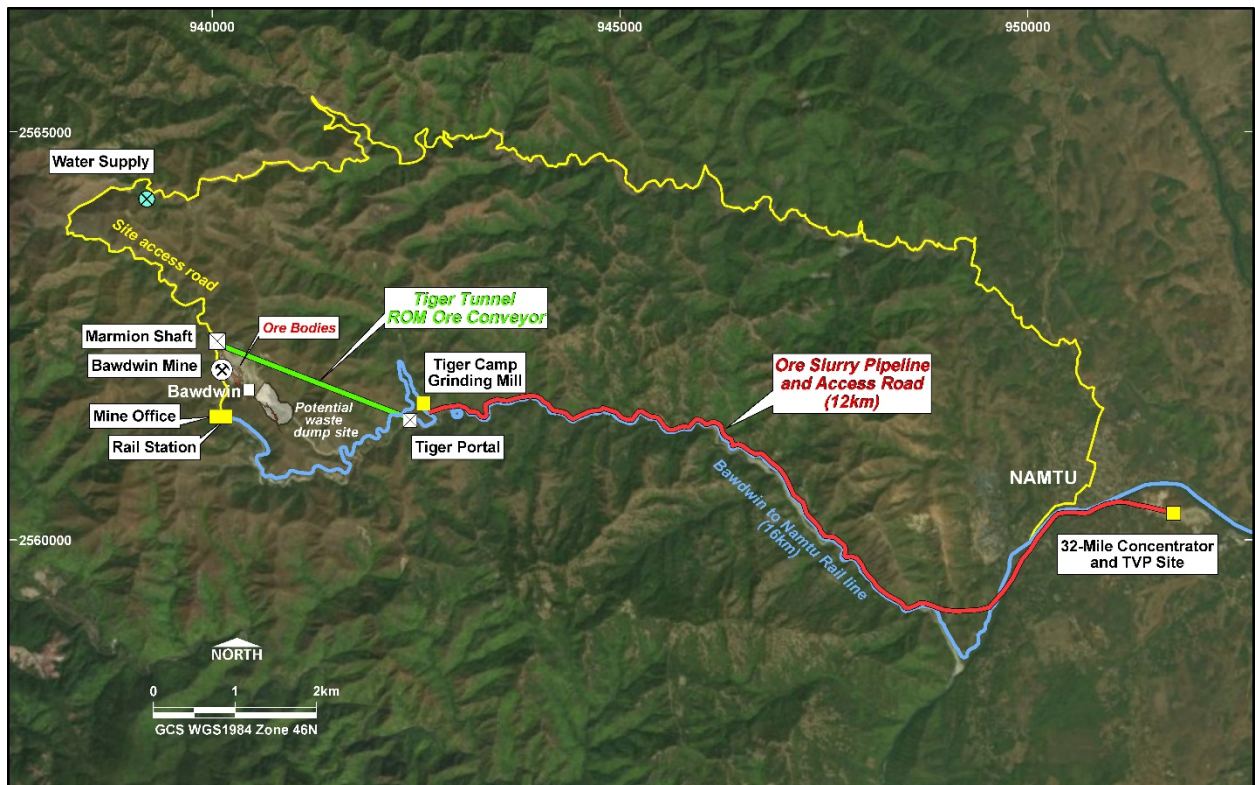 940000
945000
950000
2565000
Water Supply
Site access road
Tiger Tunnel
ROM Ore Conveyor
Marmion Shaft
Ore Bodies
Bawdwin Mine
Bawdwin
Tiger Camp
Grinding Mill
Ore Slurry Pipeline
and Access Road
(12km)
Mine Office
Potential
waste
dump site
Rail Station
Tiger Portal
NAMTU
Bawdwin to Namtu Rail line
(16km)
2560000
32-Mile Concentrator
and TVP Site
NORTH
0 1 2km
GCS WGS1984 Zone 46N